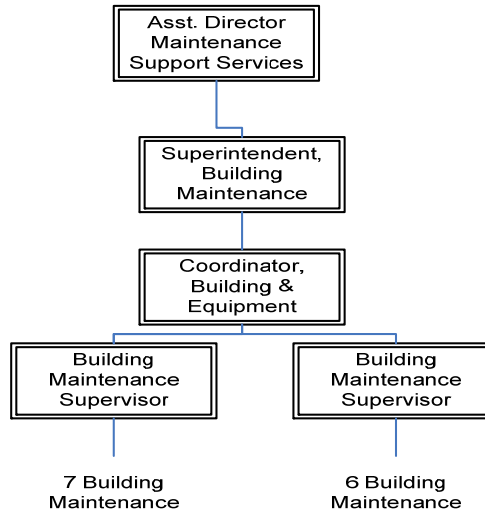 Asst. Director
Maintenance
Support Services
Superintendent,
Building
Maintenance
Coordinator,
Building &
Equipment
Building
Maintenance
Supervisor
Building
Maintenance
Supervisor
7 Building
Maintenance
6 Building
Maintenance